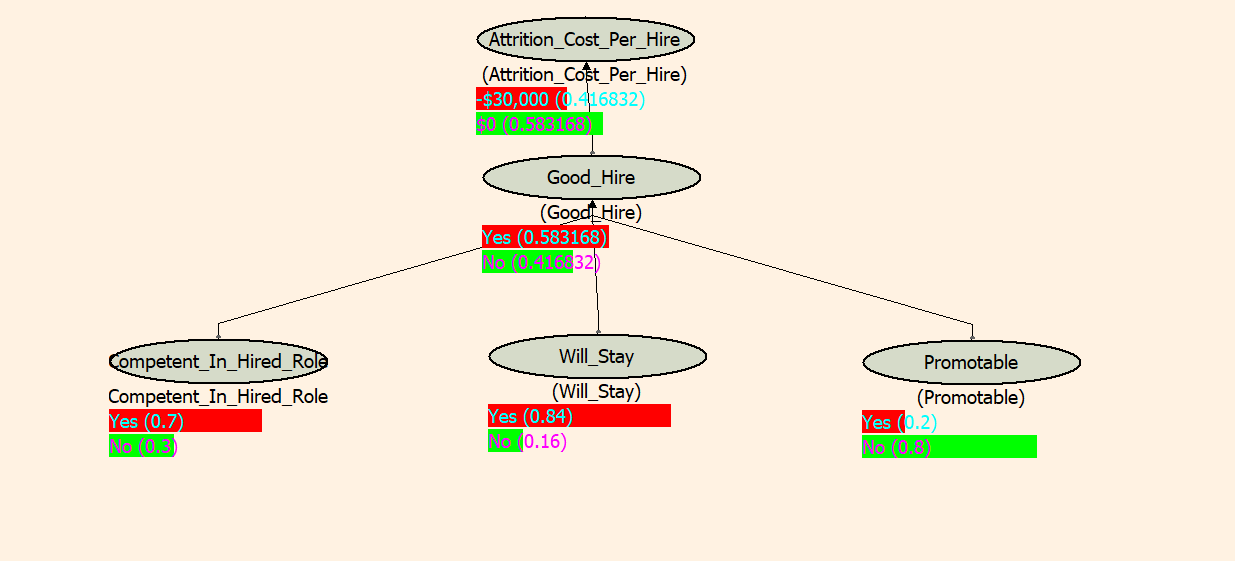 Attrition_Cost_Per_Hire
(Attrition_Cost_Per_Hire)
-$30,000 (0.416832)
s0 (0.583168)
Good_Hire
(Good_Hire)
Yes (0.583168)
No (0.416832)
Competent_In_Hired_Role
Competent_In_Hired_Role
Yes (0.7)
No (0.3)
Will_Stay
(Will_Stay)
Yes (0.84)
No (0.16)
Promotable
(Promotable)
Yes (0.2)
No (0.8)